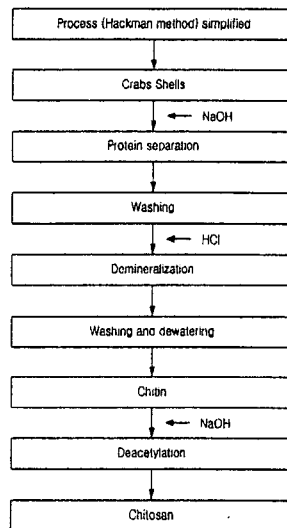 Process (Hackman method) simplified
Crabs Shells
NaOH
Protein separation
Washing
HCl
Demineralization
Washing and dewatering
Chitin
NaOH
Deacetylation
Chitosan